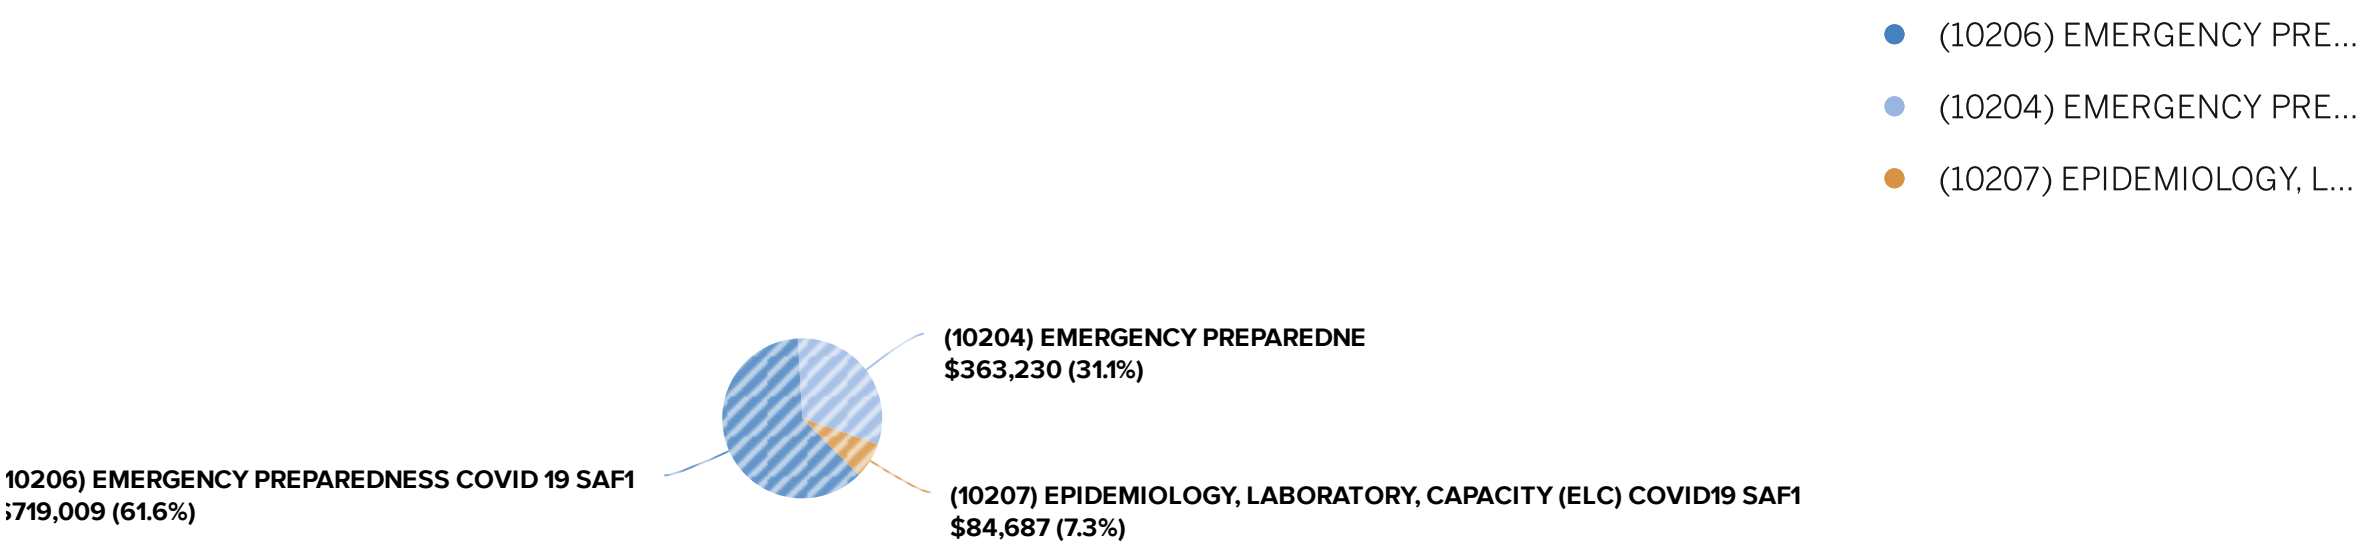 (10206) EMERGENCY PRE...
(10204) EMERGENCY PRE...
(10207) EPIDEMIOLOGY, L...
(10204) EMERGENCY PREPAREDNE
$363,230 (31.1%)
10206) EMERGENCY PREPAREDNESS COVID 19 SAF1
$719,009 (61.6%)
(10207) EPIDEMIOLOGY, LABORATORY, CAPACITY (ELC) COVID19 SAF1
$84,687 (7.3%)